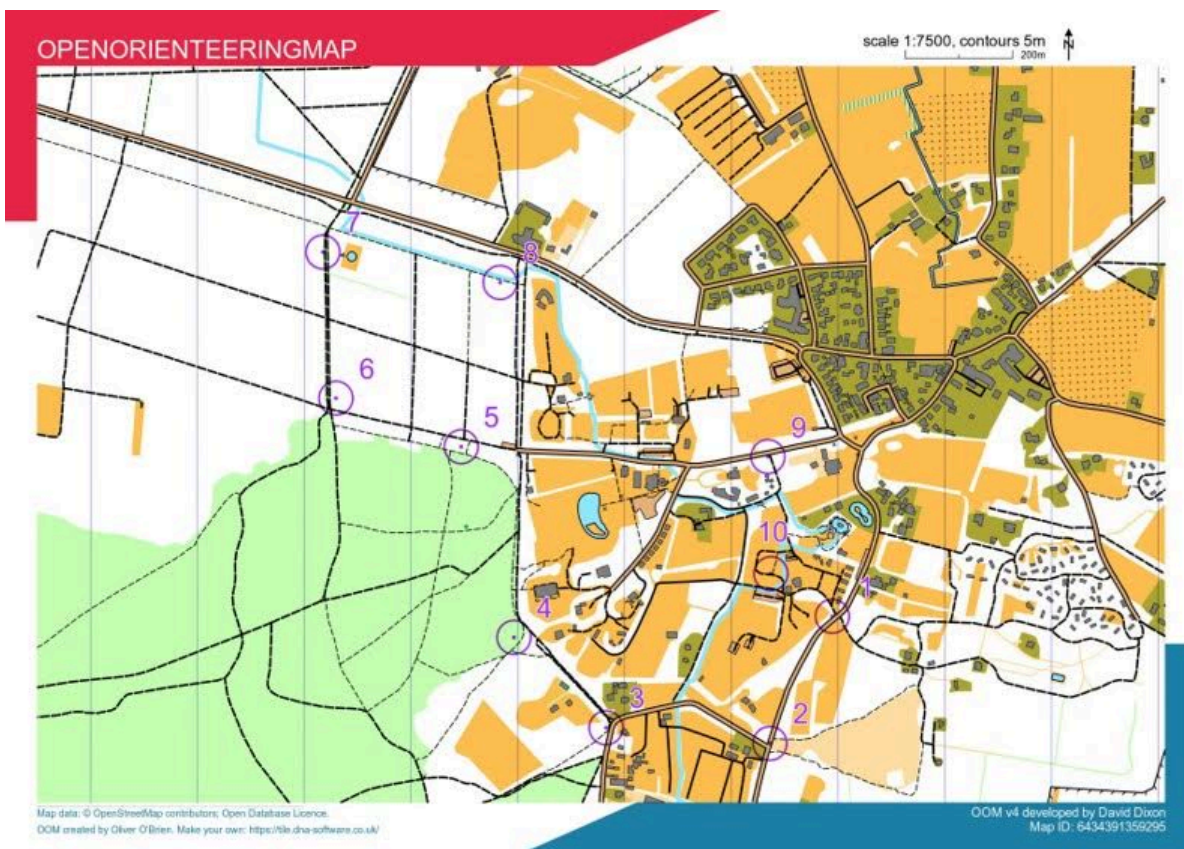 OPENORIENTEERINGMAP
scale 1:7500, contours 5m
N
200m
7
8
6
5
9
10
4
1
3
2
Map data: © OpenStreetMap contributors; Open Database Licence.
OOM created by Oliver O'Brien. Make your own: https://tile.dna-software.co.uk/
OOM v4 developed by David Dixon
Map ID: 6434391359295